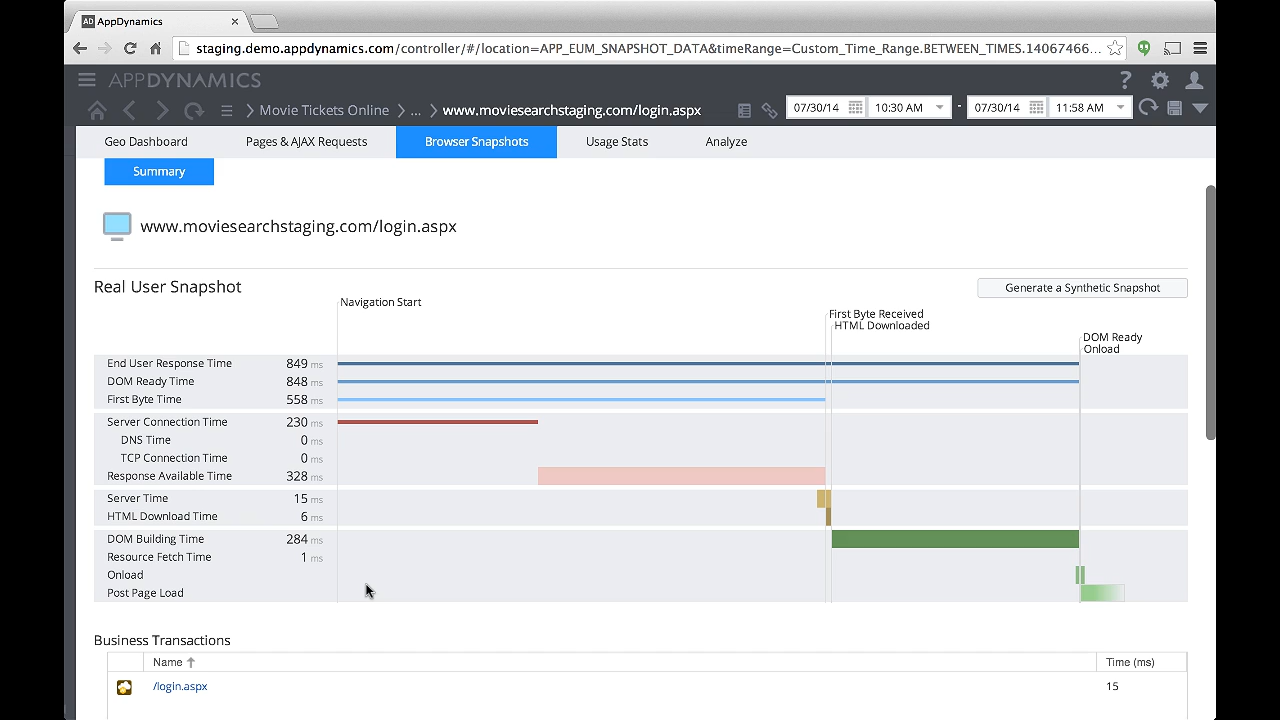 AD AppDynamics
staging.demo.appdynamics.com/controller/#/location=APP_EUM_SNAPSHOT_DATA&timeRange=Custom_Time_Range.BETWEEN_TIMES.14067466...
APPDYNAMICS ?
Movie Tickets Online ... www.moviesearchstaging.com/login.aspx 07/30/14 10:30 AM - 07/30/14 11:58 AM
Geo Dashboard Pages & AJAX Requests Browser Snapshots Usage Stats Analyze
Summary
www.moviesearchstaging.com/login.aspx
Real User Snapshot Generate a Synthetic Snapshot
Navigation Start
First Byte Received
HTML Downloaded
DOM Ready
Onload
End User Response Time 849 ms
DOM Ready Time 848 ms
First Byte Time 558 ms
Server Connection Time 230 ms
DNS Time 0 ms
TCP Connection Time 0 ms
Response Available Time 328 ms
Server Time 15 ms
HTML Download Time 6 ms
DOM Building Time 284 ms
Resource Fetch Time 1 ms
Onload
Post Page Load
Business Transactions
Name Time (ms)
/login.aspx 15